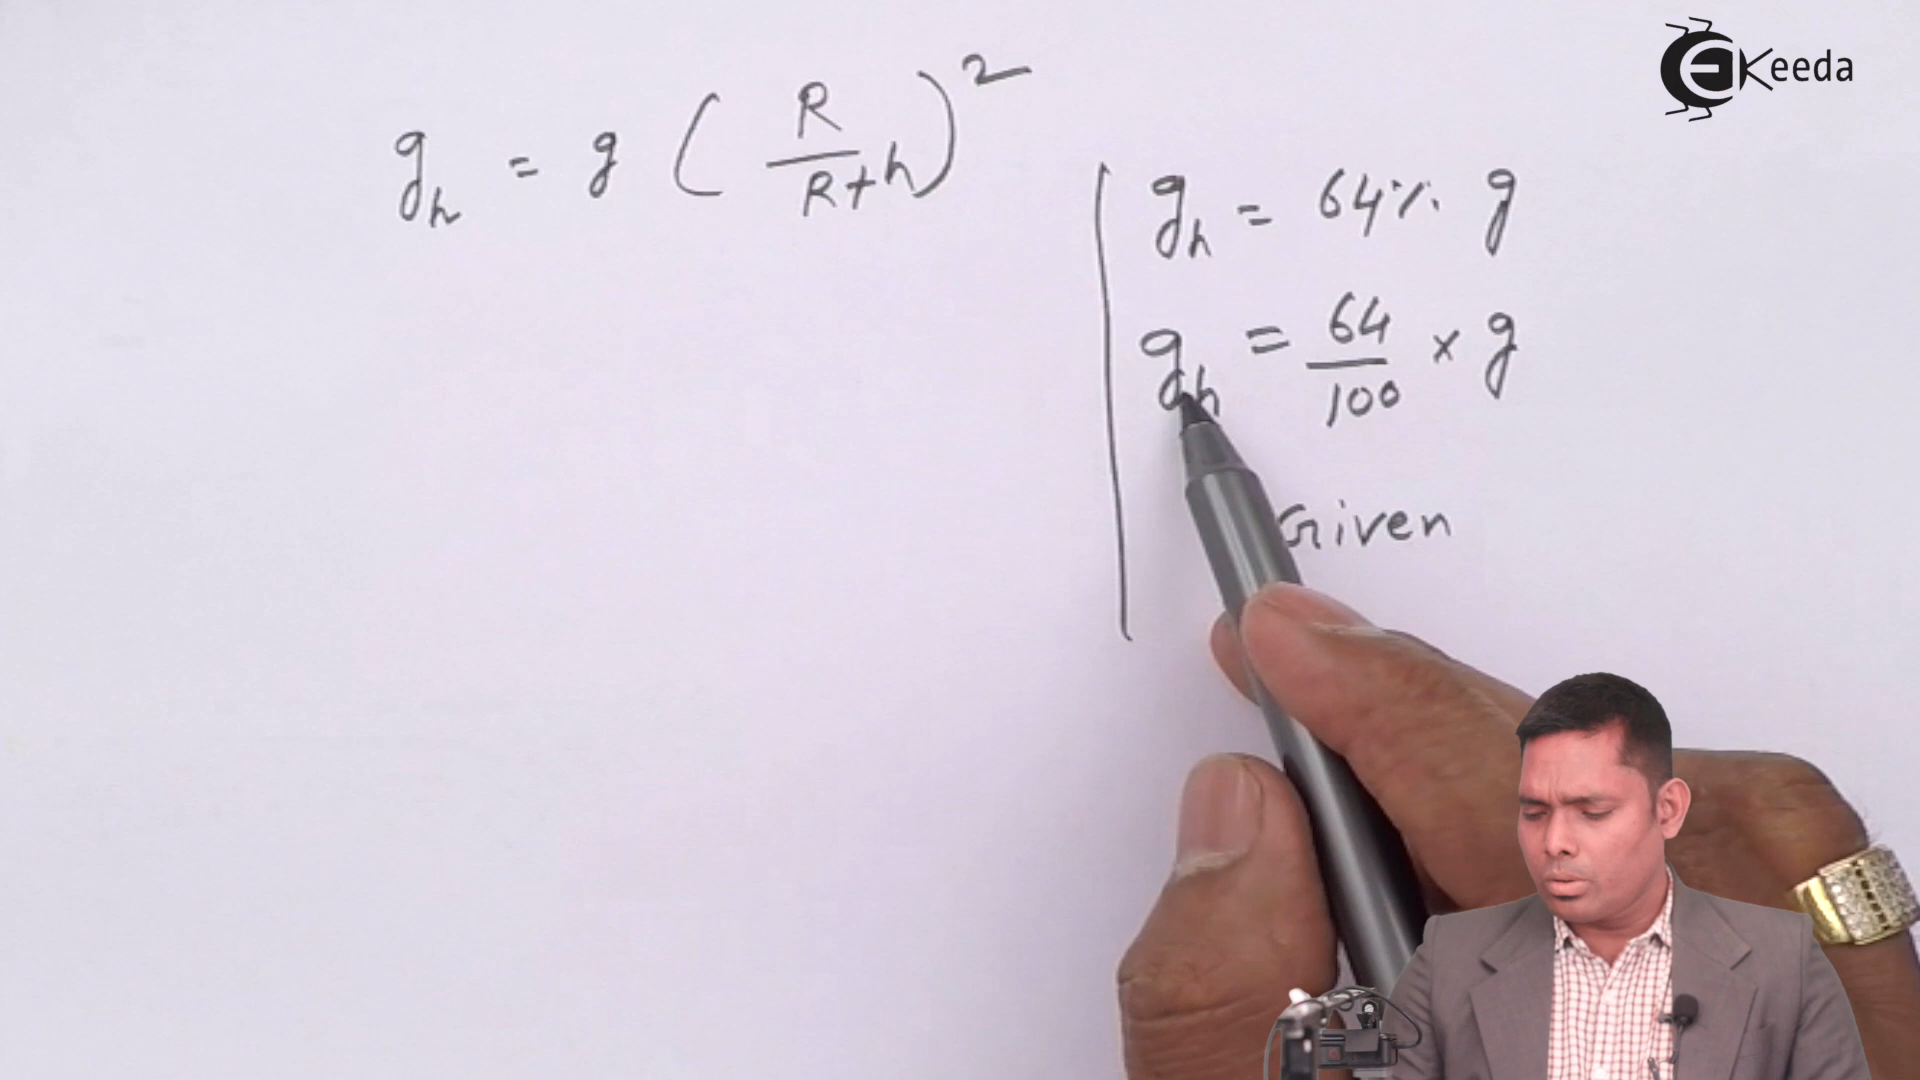 EKeeda
g_h = g ( R / R+h )^2
g_h = 64% g
g_h = 64/100 × g
Given